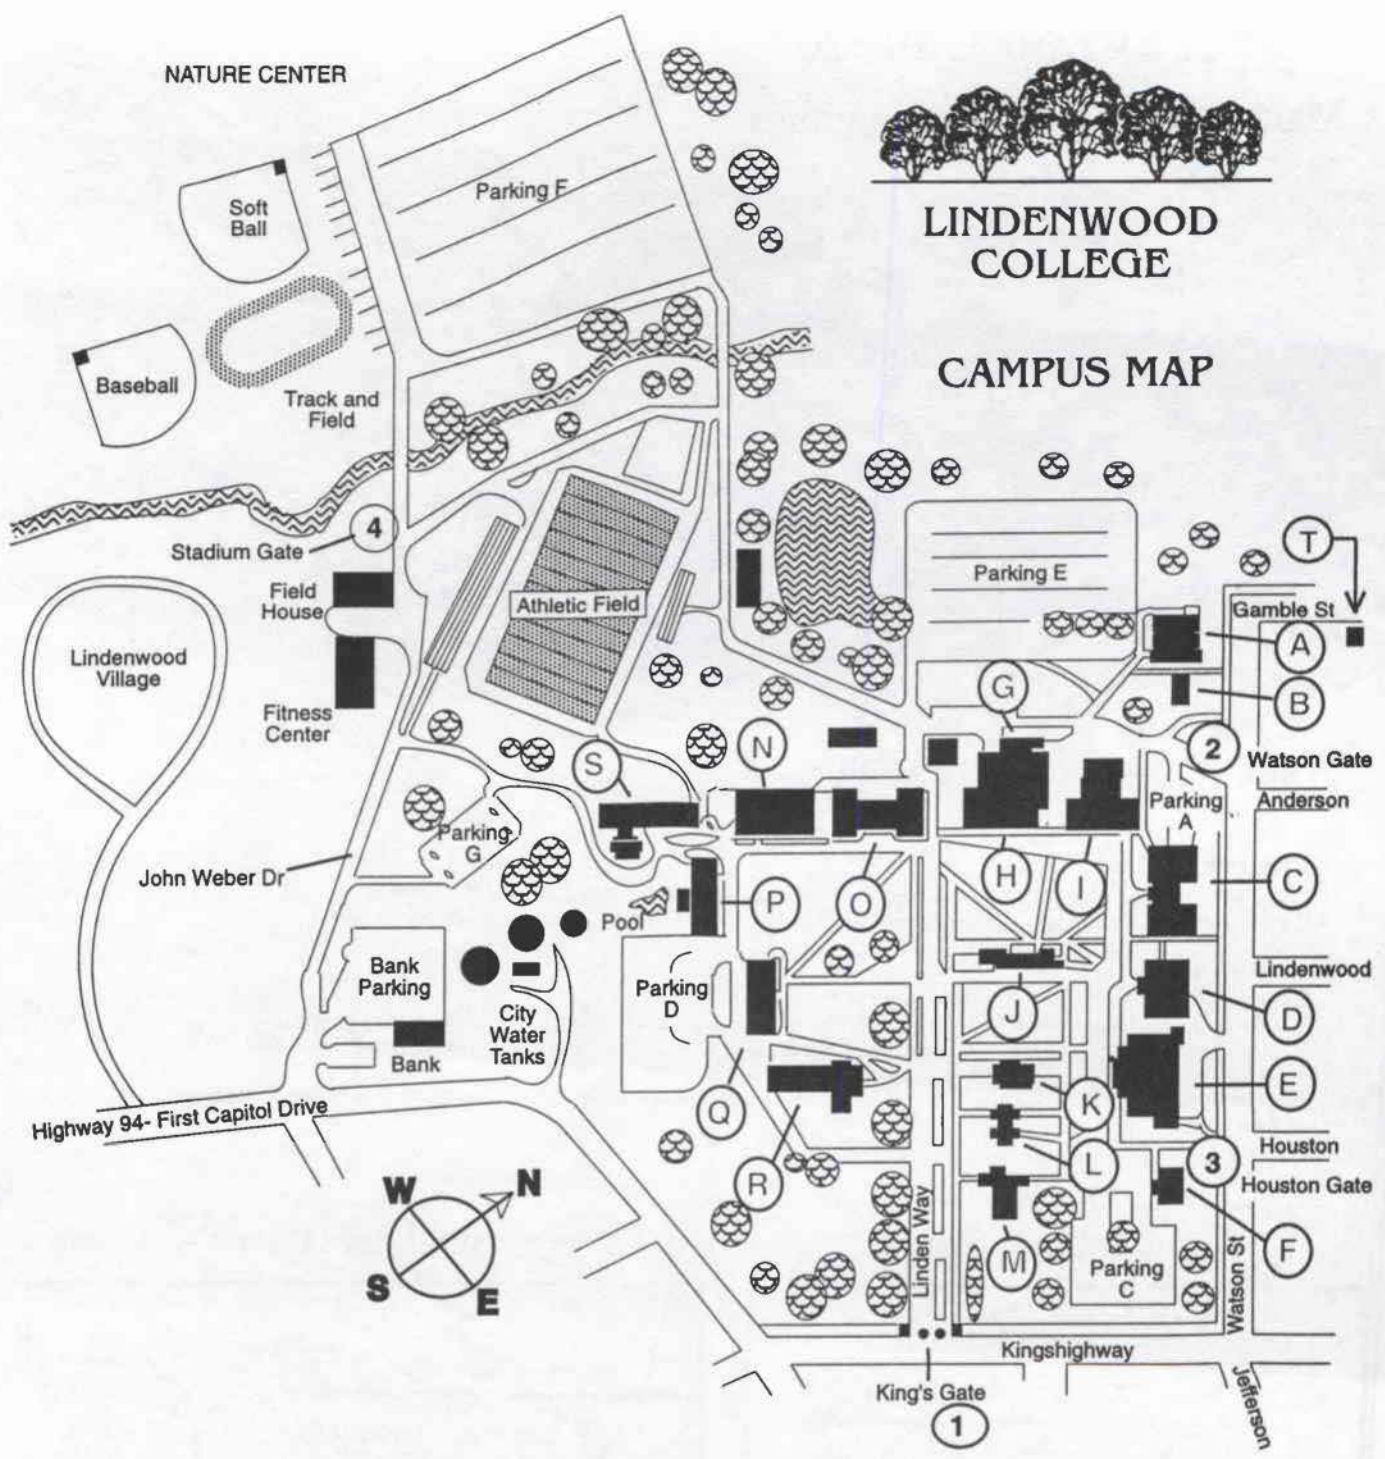 NATURE CENTER
LINDENWOOD
COLLEGE
CAMPUS MAP
Parking F
Soft
Ball
Baseball
Track and
Field
4
Stadium Gate
Field
House
Athletic Field
Parking E
T
Gamble St
A
Lindenwood
Village
Fitness
Center
G
B
S
N
2
Watson Gate
Parking
A
Anderson
Parking
G
John Weber Dr
P
O
H
I
C
Pool
Bank
Parking
Parking
D
Lindenwood
City
Water
Tanks
J
D
Bank
Q
K
E
Highway 94- First Capitol Drive
R
L
3
Houston
Houston Gate
W
N
S
E
Linden Way
M
Parking
C
F
Watson St
Kingshighway
King's Gate
1
Jefferson